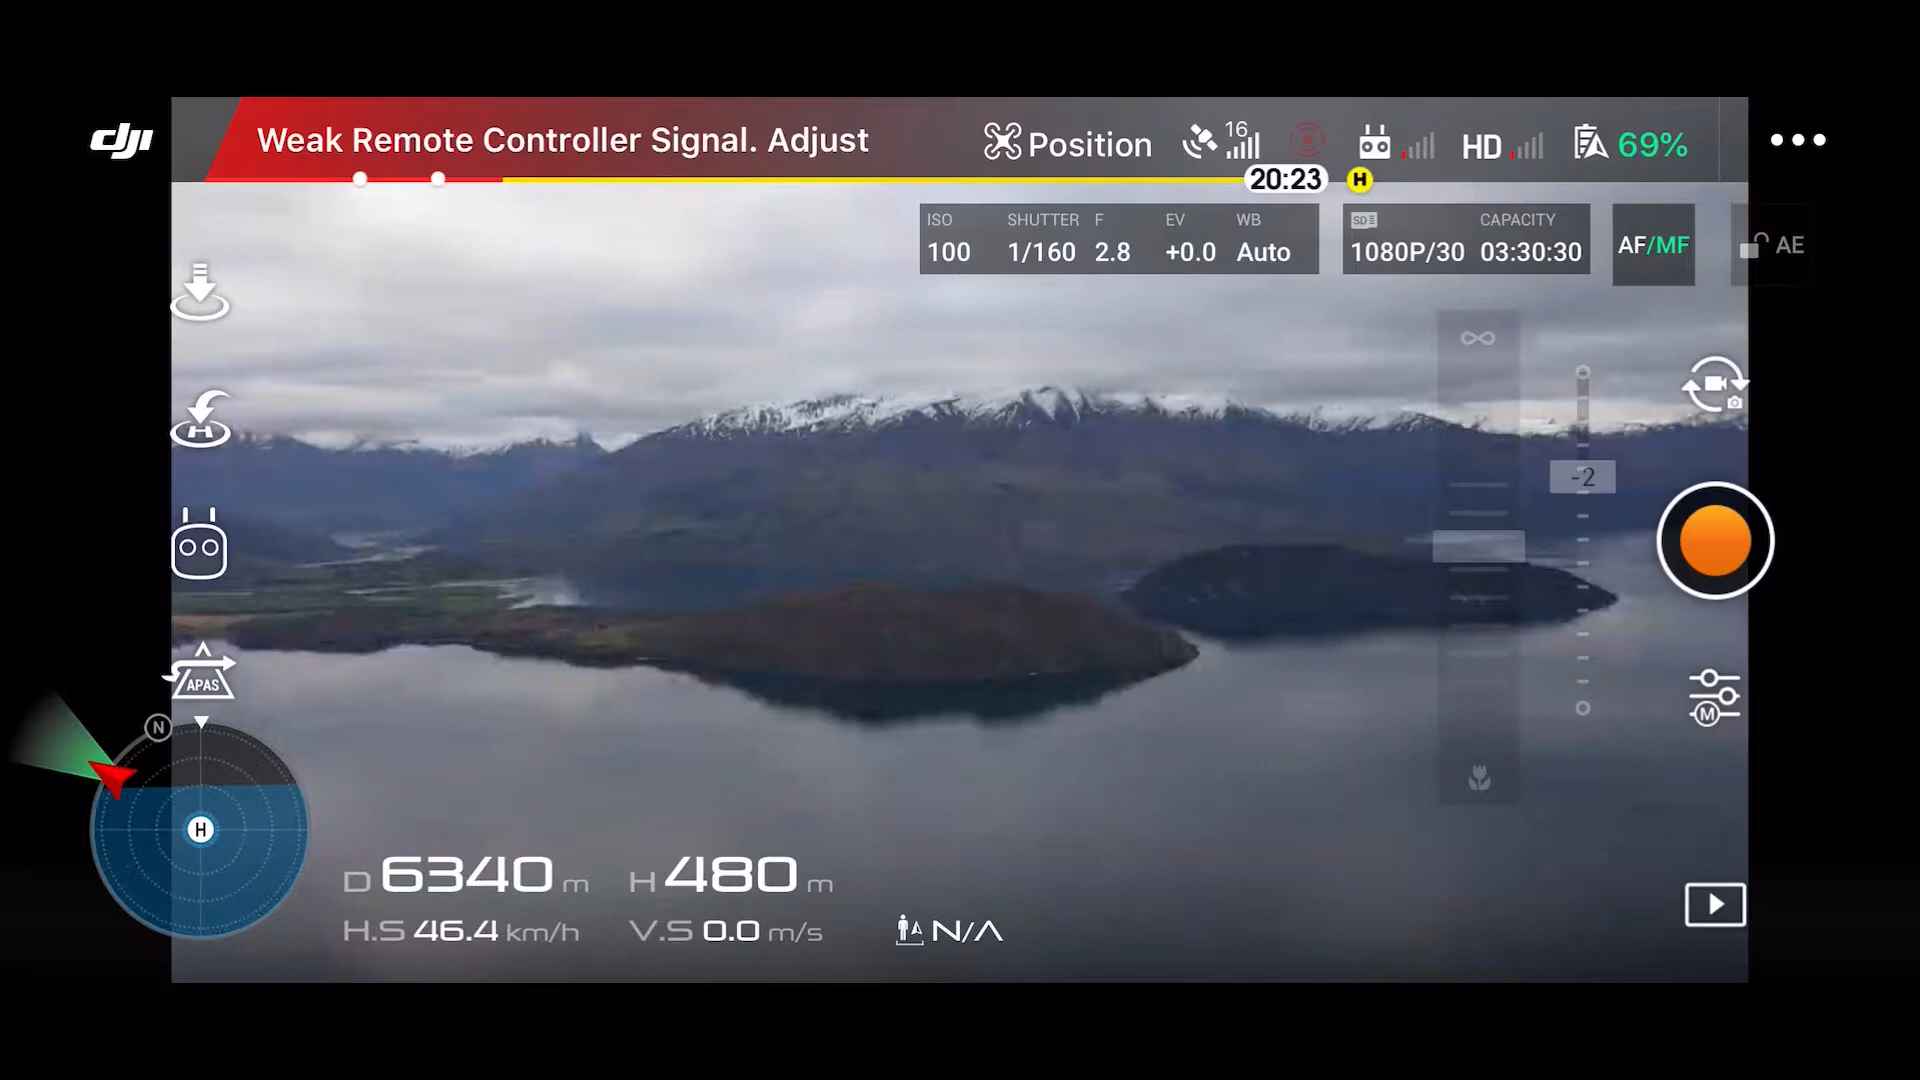 dji
Weak Remote Controller Signal. Adjust
Position
16
HD
69%
20:23
H
ISO
100
SHUTTER
1/160
F
2.8
EV
+0.0
WB
Auto
SD
1080P/30
CAPACITY
03:30:30
AF/MF
AE
-2
H
APAS
M
N
H
D 6340 m
H 480 m
H.S 46.4 km/h
V.S 0.0 m/s
N/A